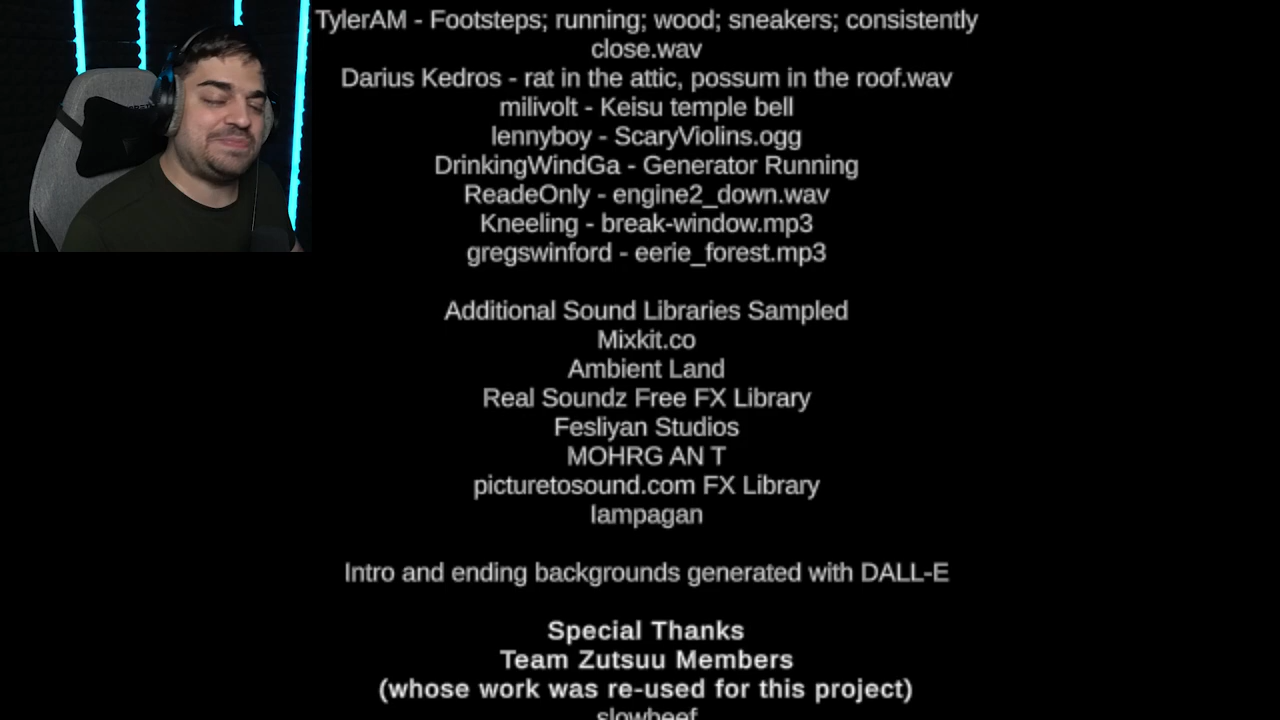 TylerAM - Footsteps; running; wood; sneakers; consistently
close.wav
Darius Kedros - rat in the attic, possum in the roof.wav
milivolt - Keisu temple bell
lennyboy - ScaryViolins.ogg
DrinkingWindGa - Generator Running
ReadeOnly - engine2_down.wav
Kneeling - break-window.mp3
gregswinford - eerie_forest.mp3
Additional Sound Libraries Sampled
Mixkit.co
Ambient Land
Real Soundz Free FX Library
Fesliyan Studios
MOHRG AN T
picturetosound.com FX Library
Iampagan
Intro and ending backgrounds generated with DALL-E
Special Thanks
Team Zutsuu Members
(whose work was re-used for this project)
slowbeef